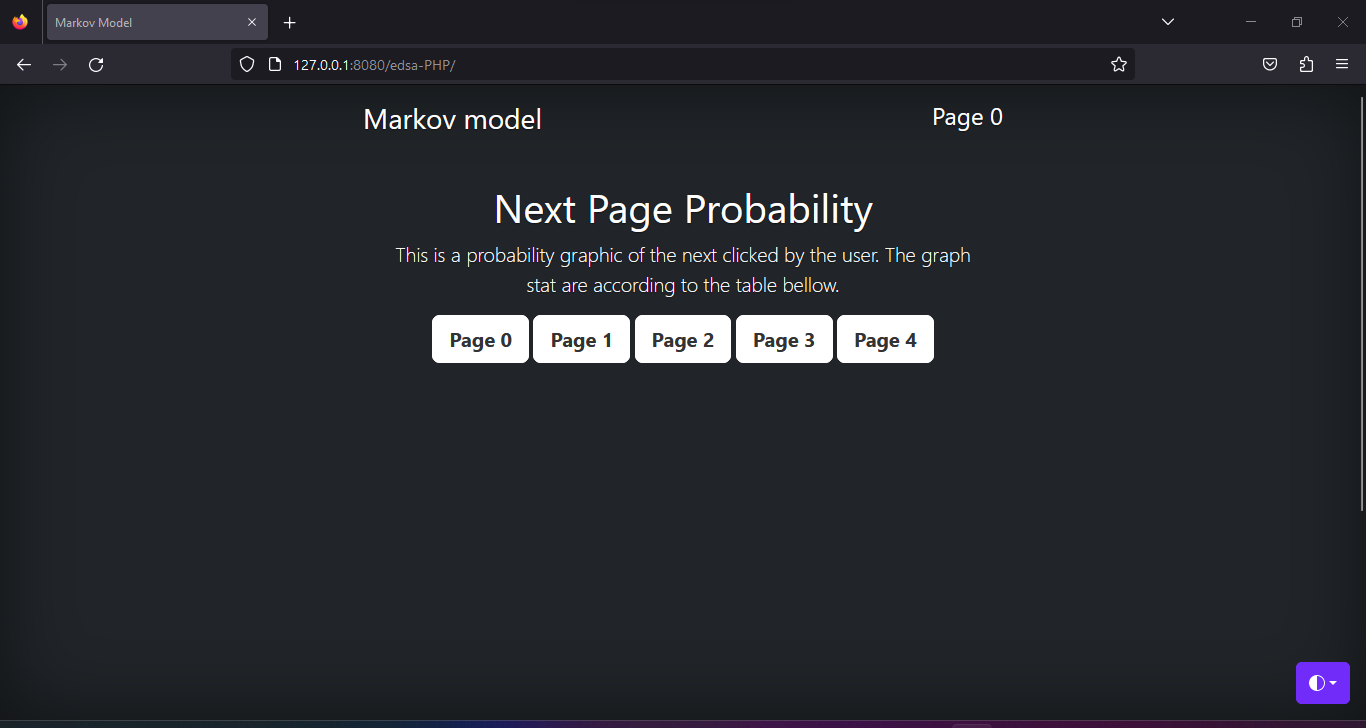 Markov Model
127.0.0.1:8080/edsa-PHP/
Markov model
Page 0
Next Page Probability
This is a probability graphic of the next clicked by the user. The graph
stat are according to the table bellow.
Page 0 Page 1 Page 2 Page 3 Page 4